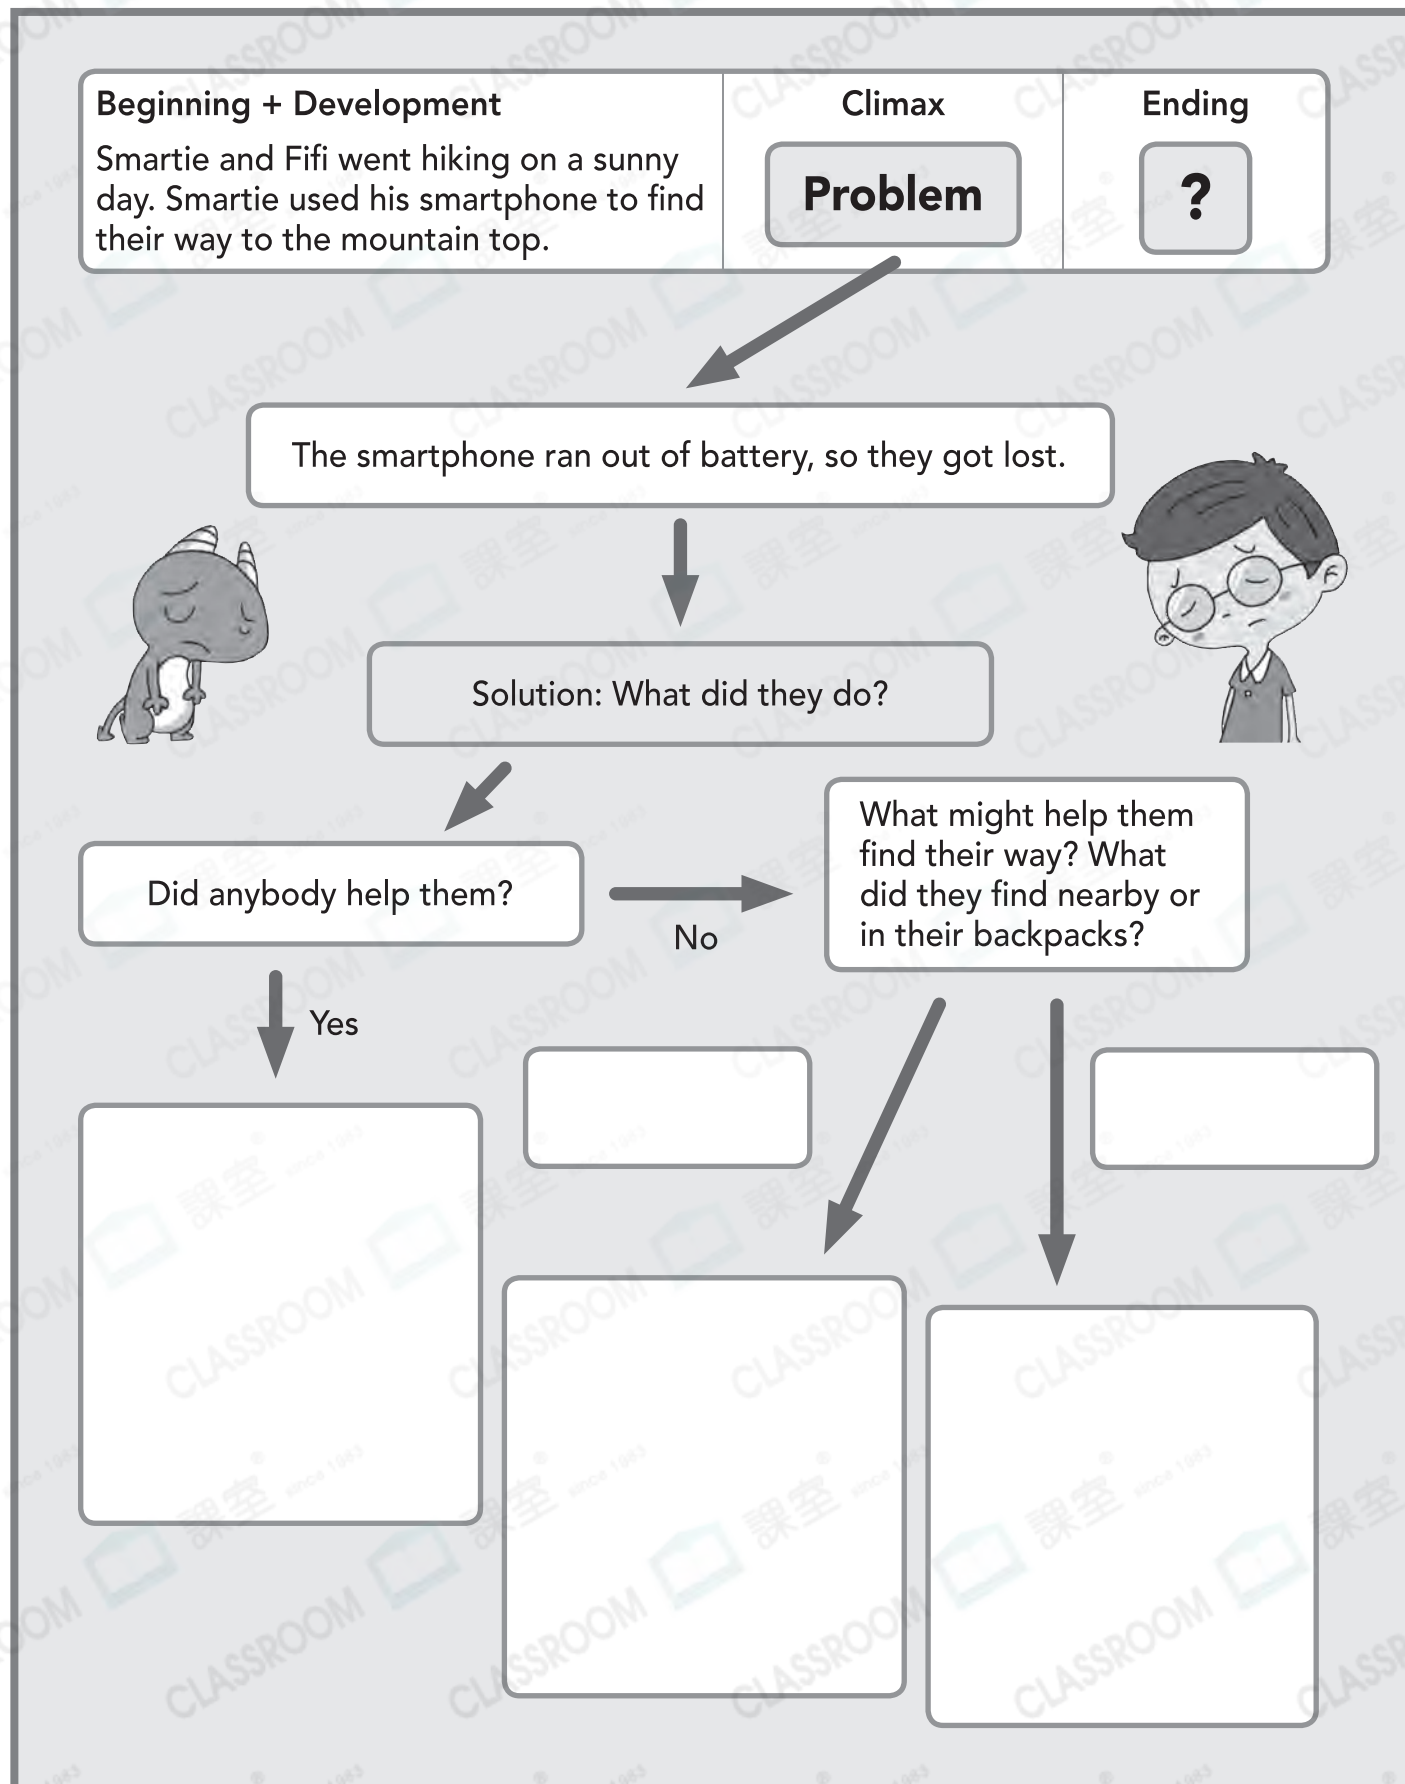 Beginning + Development
Smartie and Fifi went hiking on a sunny
day. Smartie used his smartphone to find
their way to the mountain top.
Climax
Problem
Ending
?
The smartphone ran out of battery, so they got lost.
Solution: What did they do?
Did anybody help them?
No
What might help them
find their way? What
did they find nearby or
in their backpacks?
Yes
CLASSROOM 課室® since 1983